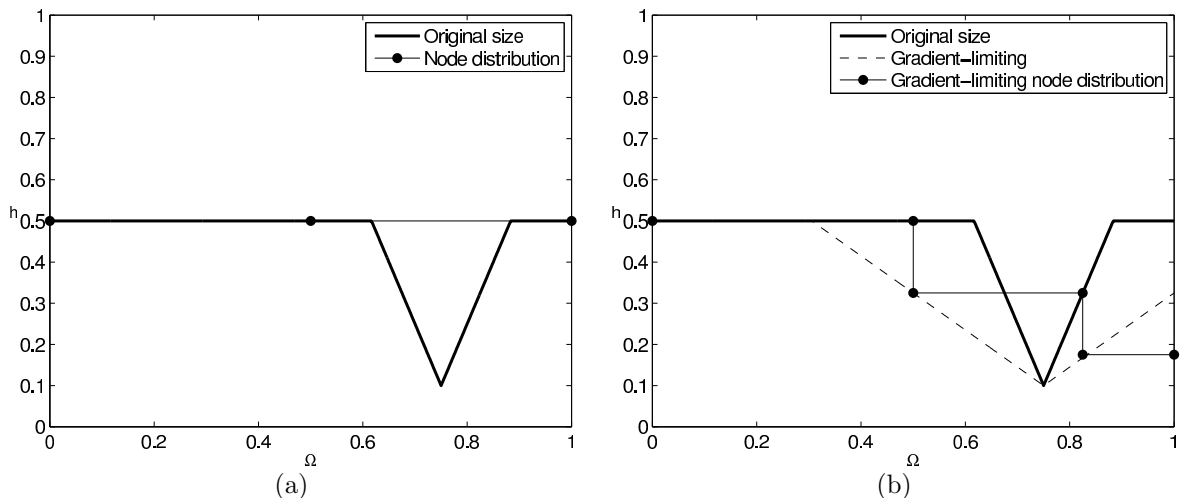 1
0.9
0.8
0.7
0.6
h 0.5
0.4
0.3
0.2
0.1
0
0 0.2 0.4 0.6 0.8 1
Ω
Original size
Node distribution
(a)
1
0.9
0.8
0.7
0.6
h 0.5
0.4
0.3
0.2
0.1
0
0 0.2 0.4 0.6 0.8 1
Ω
Original size
Gradient-limiting
Gradient-limiting node distribution
(b)